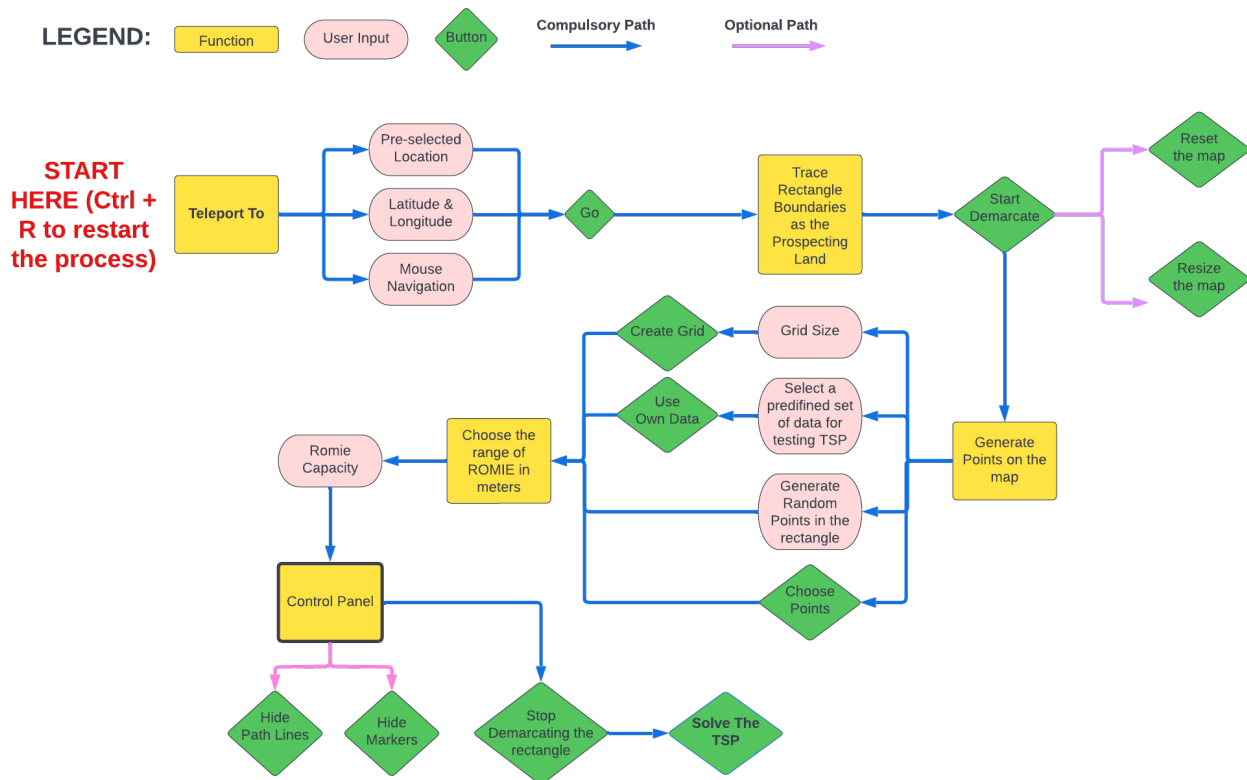 LEGEND:
Function
User Input
Button
Compulsory Path
Optional Path
START
HERE (Ctrl +
R to restart
the process)
Teleport To
Pre-selected
Location
Latitude &
Longitude
Mouse
Navigation
Go
Trace
Rectangle
Boundaries
as the
Prospecting
Land
Start
Demarcate
Reset
the map
Resize
the map
Create Grid
Grid Size
Use
Own Data
Select a
predifined set
of data for
testing TSP
Generate
Points on the
map
Generate
Random
Points in the
rectangle
Choose
Points
Choose the
range of
ROMIE in
meters
Romie
Capacity
Control Panel
Hide
Path Lines
Hide
Markers
Stop
Demarcating the
rectangle
Solve The
TSP